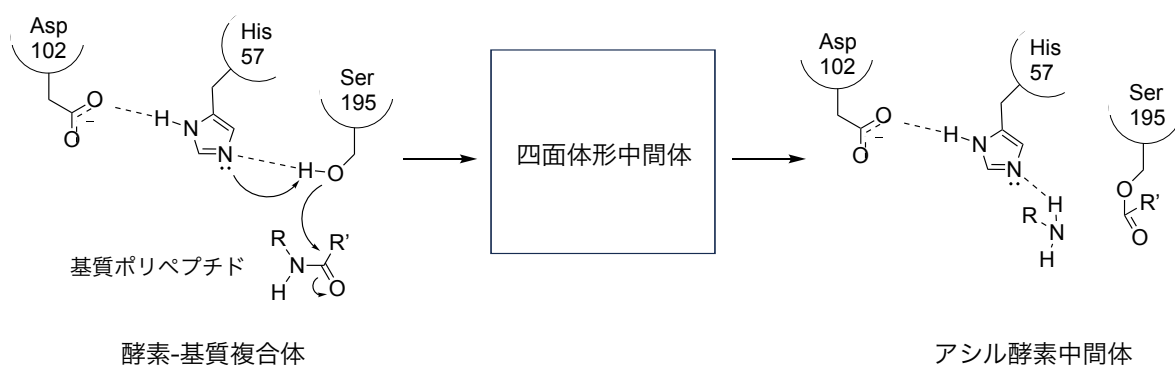 Asp
102
His
57
Ser
195
O
O
−
H
N
N
:
H
O
R
R'
N
H
O
基質ポリペプチド
酵素-基質複合体
四面体形中間体
Asp
102
His
57
Ser
195
O
O
−
H
N
N
:
H
R
N
H
O
R'
O
アシル酵素中間体